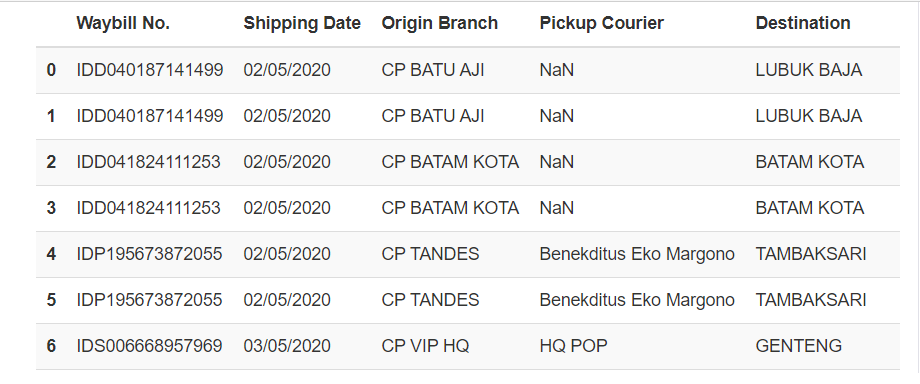 Waybill No. Shipping Date Origin Branch Pickup Courier Destination
0 IDD040187141499 02/05/2020 CP BATU AJI NaN LUBUK BAJA
1 IDD040187141499 02/05/2020 CP BATU AJI NaN LUBUK BAJA
2 IDD041824111253 02/05/2020 CP BATAM KOTA NaN BATAM KOTA
3 IDD041824111253 02/05/2020 CP BATAM KOTA NaN BATAM KOTA
4 IDP195673872055 02/05/2020 CP TANDES Benekditus Eko Margono TAMBAKSARI
5 IDP195673872055 02/05/2020 CP TANDES Benekditus Eko Margono TAMBAKSARI
6 IDS006668957969 03/05/2020 CP VIP HQ HQ POP GENTENG